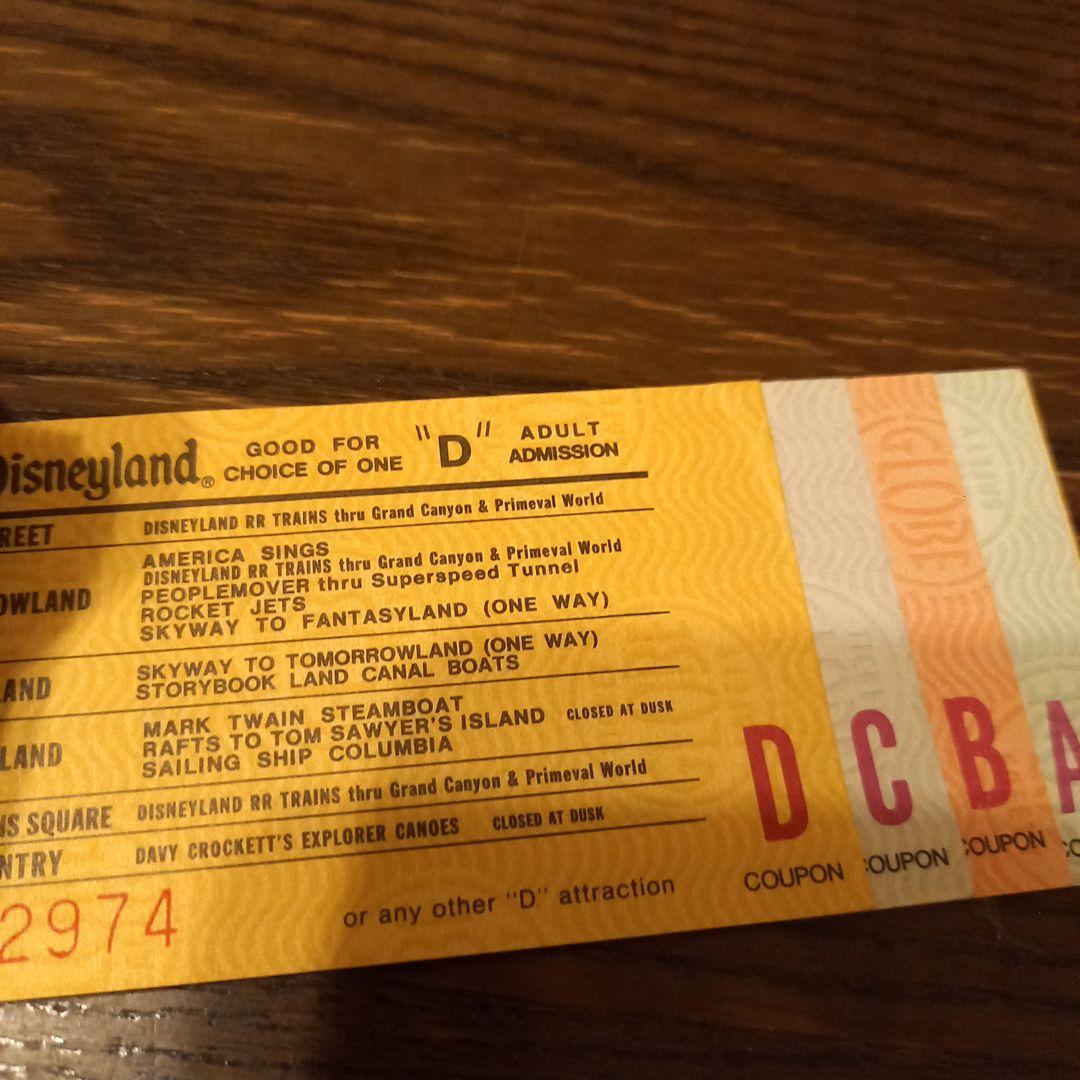 Disneyland® GOOD FOR CHOICE OF ONE "D" ADULT ADMISSION
REET DISNEYLAND RR TRAINS thru Grand Canyon & Primeval World
OWLAND AMERICA SINGS
DISNEYLAND RR TRAINS thru Grand Canyon & Primeval World
PEOPLEMOVER thru Superspeed Tunnel
ROCKET JETS
SKYWAY TO FANTASYLAND (ONE WAY)
AND SKYWAY TO TOMORROWLAND (ONE WAY)
STORYBOOK LAND CANAL BOATS
LAND MARK TWAIN STEAMBOAT
RAFTS TO TOM SAWYER'S ISLAND CLOSED AT DUSK
SAILING SHIP COLUMBIA
NS SQUARE DISNEYLAND RR TRAINS thru Grand Canyon & Primeval World
NTRY DAVY CROCKETT'S EXPLORER CANOES CLOSED AT DUSK
2974 or any other "D" attraction
D C B A
COUPON COUPON COUPON CO
GLOBE